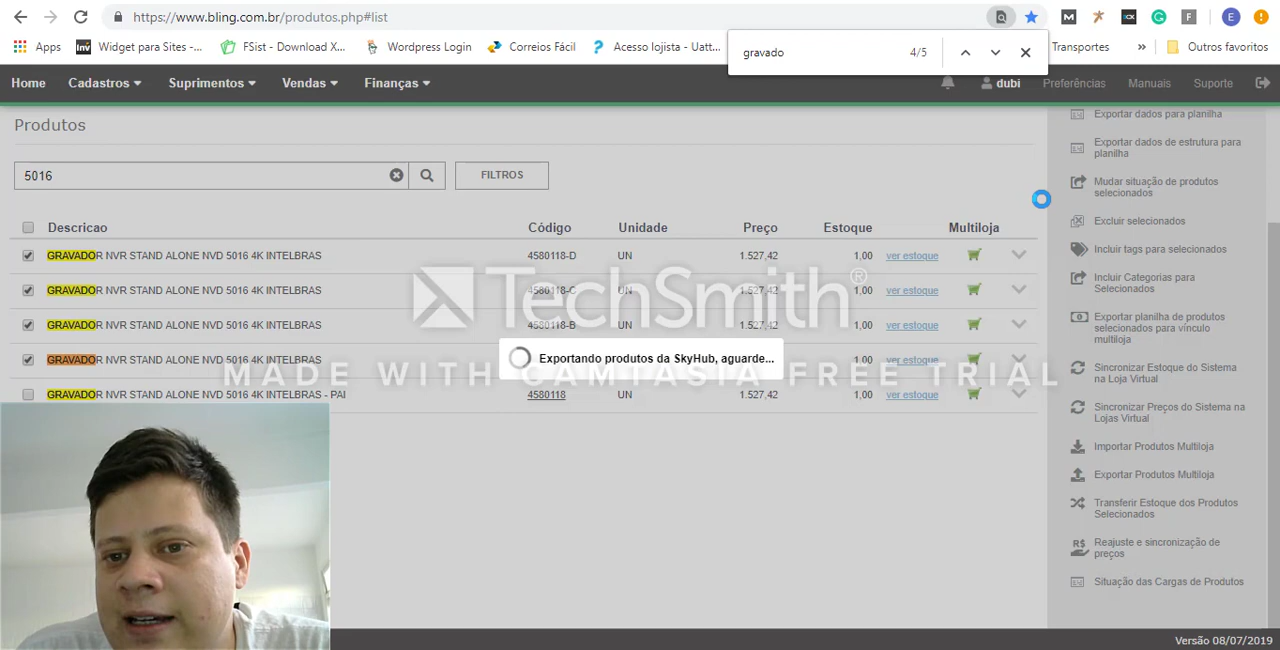 https://www.bling.com.br/produtos.php#list
Apps
Widget para Sites -...
FSist - Download X...
Wordpress Login
Correios Fácil
Acesso lojista - Uatt...
Transportes
»
Outros favoritos
gravado
4/5
Home
Cadastros
Suprimentos
Vendas
Finanças
dubi
Preferências
Manuais
Suporte
Produtos
5016
FILTROS
Descricao Código Unidade Preço Estoque Multiloja
GRAVADOR NVR STAND ALONE NVD 5016 4K INTELBRAS 4580118-D UN 1.527,42 1,00 ver estoque
GRAVADOR NVR STAND ALONE NVD 5016 4K INTELBRAS 4580118-C UN 1.527,42 1,00 ver estoque
GRAVADOR NVR STAND ALONE NVD 5016 4K INTELBRAS 4580118-B UN 1.527,42 1,00 ver estoque
GRAVADOR NVR STAND ALONE NVD 5016 4K INTELBRAS 1,00 ver estoque
GRAVADOR NVR STAND ALONE NVD 5016 4K INTELBRAS - PAI 4580118 UN 1.527,42 1,00 ver estoque
Exportando produtos da SkyHub, aguarde...
TechSmith®
MADE WITH CAMTASIA FREE TRIAL
Exportar dados para planilha
Exportar dados de estrutura para
planilha
Mudar situação de produtos
selecionados
Excluir selecionados
Incluir tags para selecionados
Incluir Categorias para
Selecionados
Exportar planilha de produtos
selecionados para vínculo
multiloja
Sincronizar Estoque do Sistema
na Loja Virtual
Sincronizar Preços do Sistema na
Lojas Virtual
Importar Produtos Multiloja
Exportar Produtos Multiloja
Transferir Estoque dos Produtos
Selecionados
R$
Reajuste e sincronização de
preços
Situação das Cargas de Produtos
Versão 08/07/2019